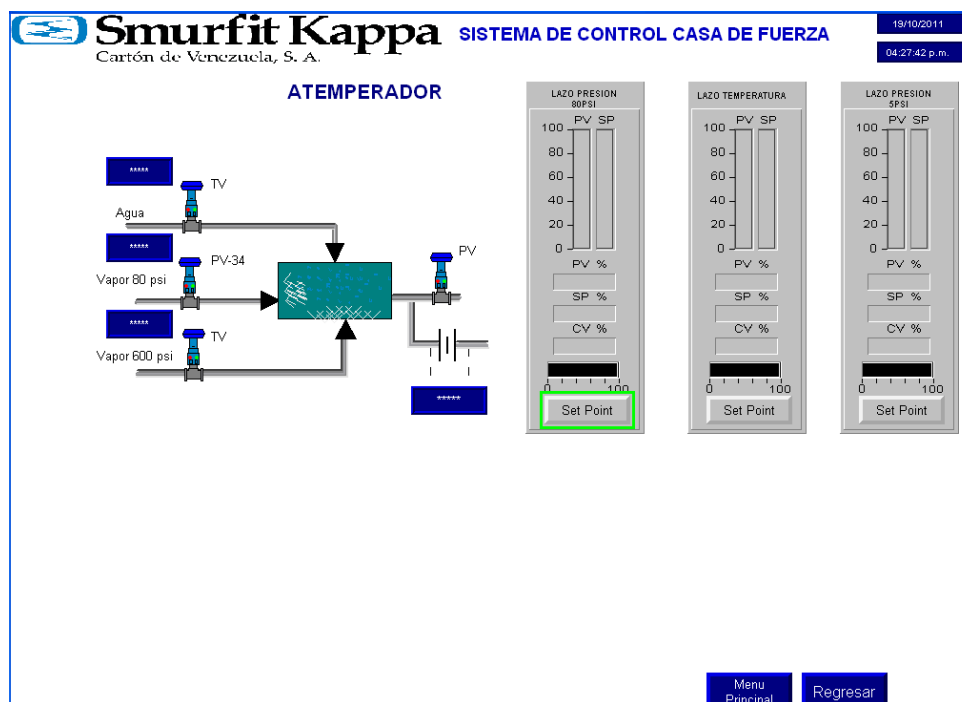 Smurfit Kappa
Cartón de Venezuela, S. A.
SISTEMA DE CONTROL CASA DE FUERZA
19/10/2011
04:27:42 p.m.
ATEMPERADOR
*****
TV
Agua
*****
PV-34
Vapor 80 psi
*****
TV
Vapor 600 psi
PV
*****
LAZO PRESION
80PSI
PV SP
100
80
60
40
20
0
PV %
SP %
CV %
0 100
Set Point
LAZO TEMPERATURA
PV SP
100
80
60
40
20
0
PV %
SP %
CV %
0 100
Set Point
LAZO PRESION
5PSI
PV SP
100
80
60
40
20
0
PV %
SP %
CV %
0 100
Set Point
Menu
Principal
Regresar